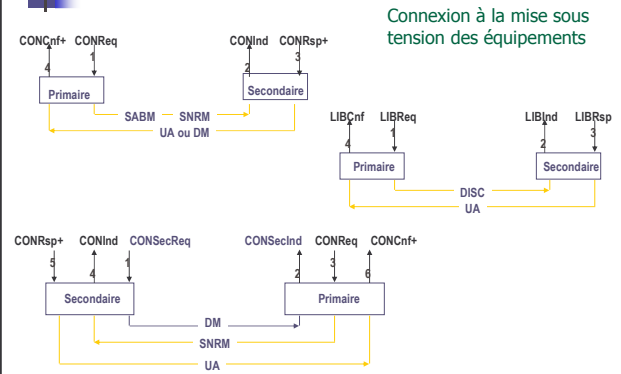 Connexion à la mise sous
tension des équipements
CONCnf+ CONReq
CONInd CONRsp+
4 1
2 3
Primaire
Secondaire
SABM SNRM
UA ou DM
LIBCnf LIBReq
LIBInd LIBRsp
4 1
2 3
Primaire
Secondaire
DISC
UA
CONRsp+ CONInd CONSecReq
CONSecInd CONReq CONCnf+
5 4 1
2 3 6
Secondaire
Primaire
DM
SNRM
UA